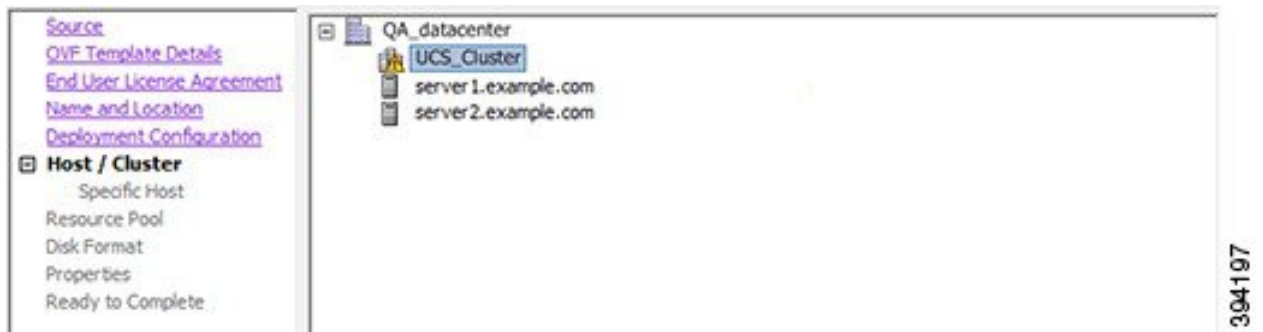 Source
OVF Template Details
End User License Agreement
Name and Location
Deployment Configuration
Host / Cluster
Specific Host
Resource Pool
Disk Format
Properties
Ready to Complete
QA_datacenter
UCS_Cluster
server1.example.com
server2.example.com
394197